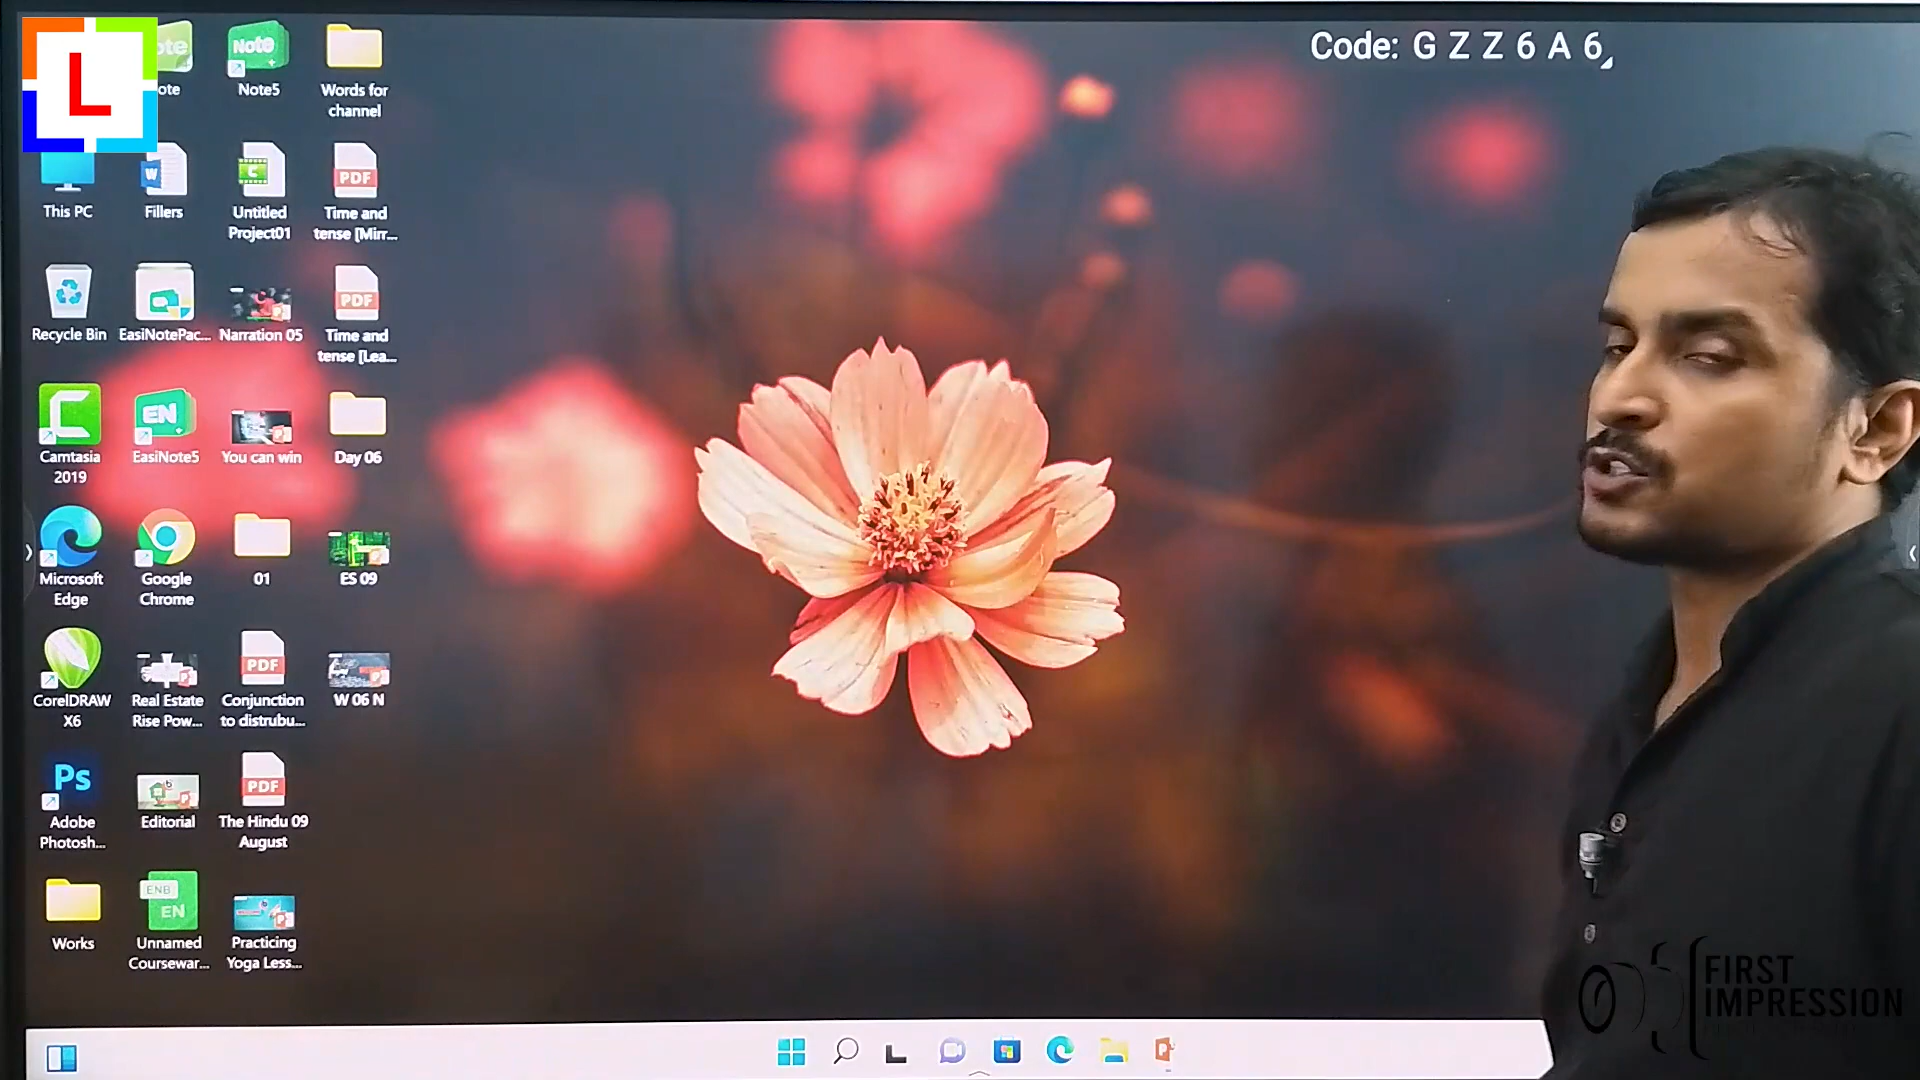 L
ote
Note
Note5
Words for
channel
Code: G Z Z 6 A 6
This PC
W
Fillers
C
Untitled
Project01
PDF
Time and
tense [Mirr...
Recycle Bin
EasiNotePac...
Narration 05
PDF
Time and
tense [Lea...
Camtasia
2019
EN
EasiNote5
You can win
Day 06
Microsoft
Edge
Google
Chrome
01
ES 09
CorelDRAW
X6
Real Estate
Rise Pow...
PDF
Conjunction
to distrubu...
W 06 N
Ps
Adobe
Photosh...
Editorial
PDF
The Hindu 09
August
Works
ENB
EN
Unnamed
Coursewar...
Practicing
Yoga Less...
FIRST
IMPRESSION